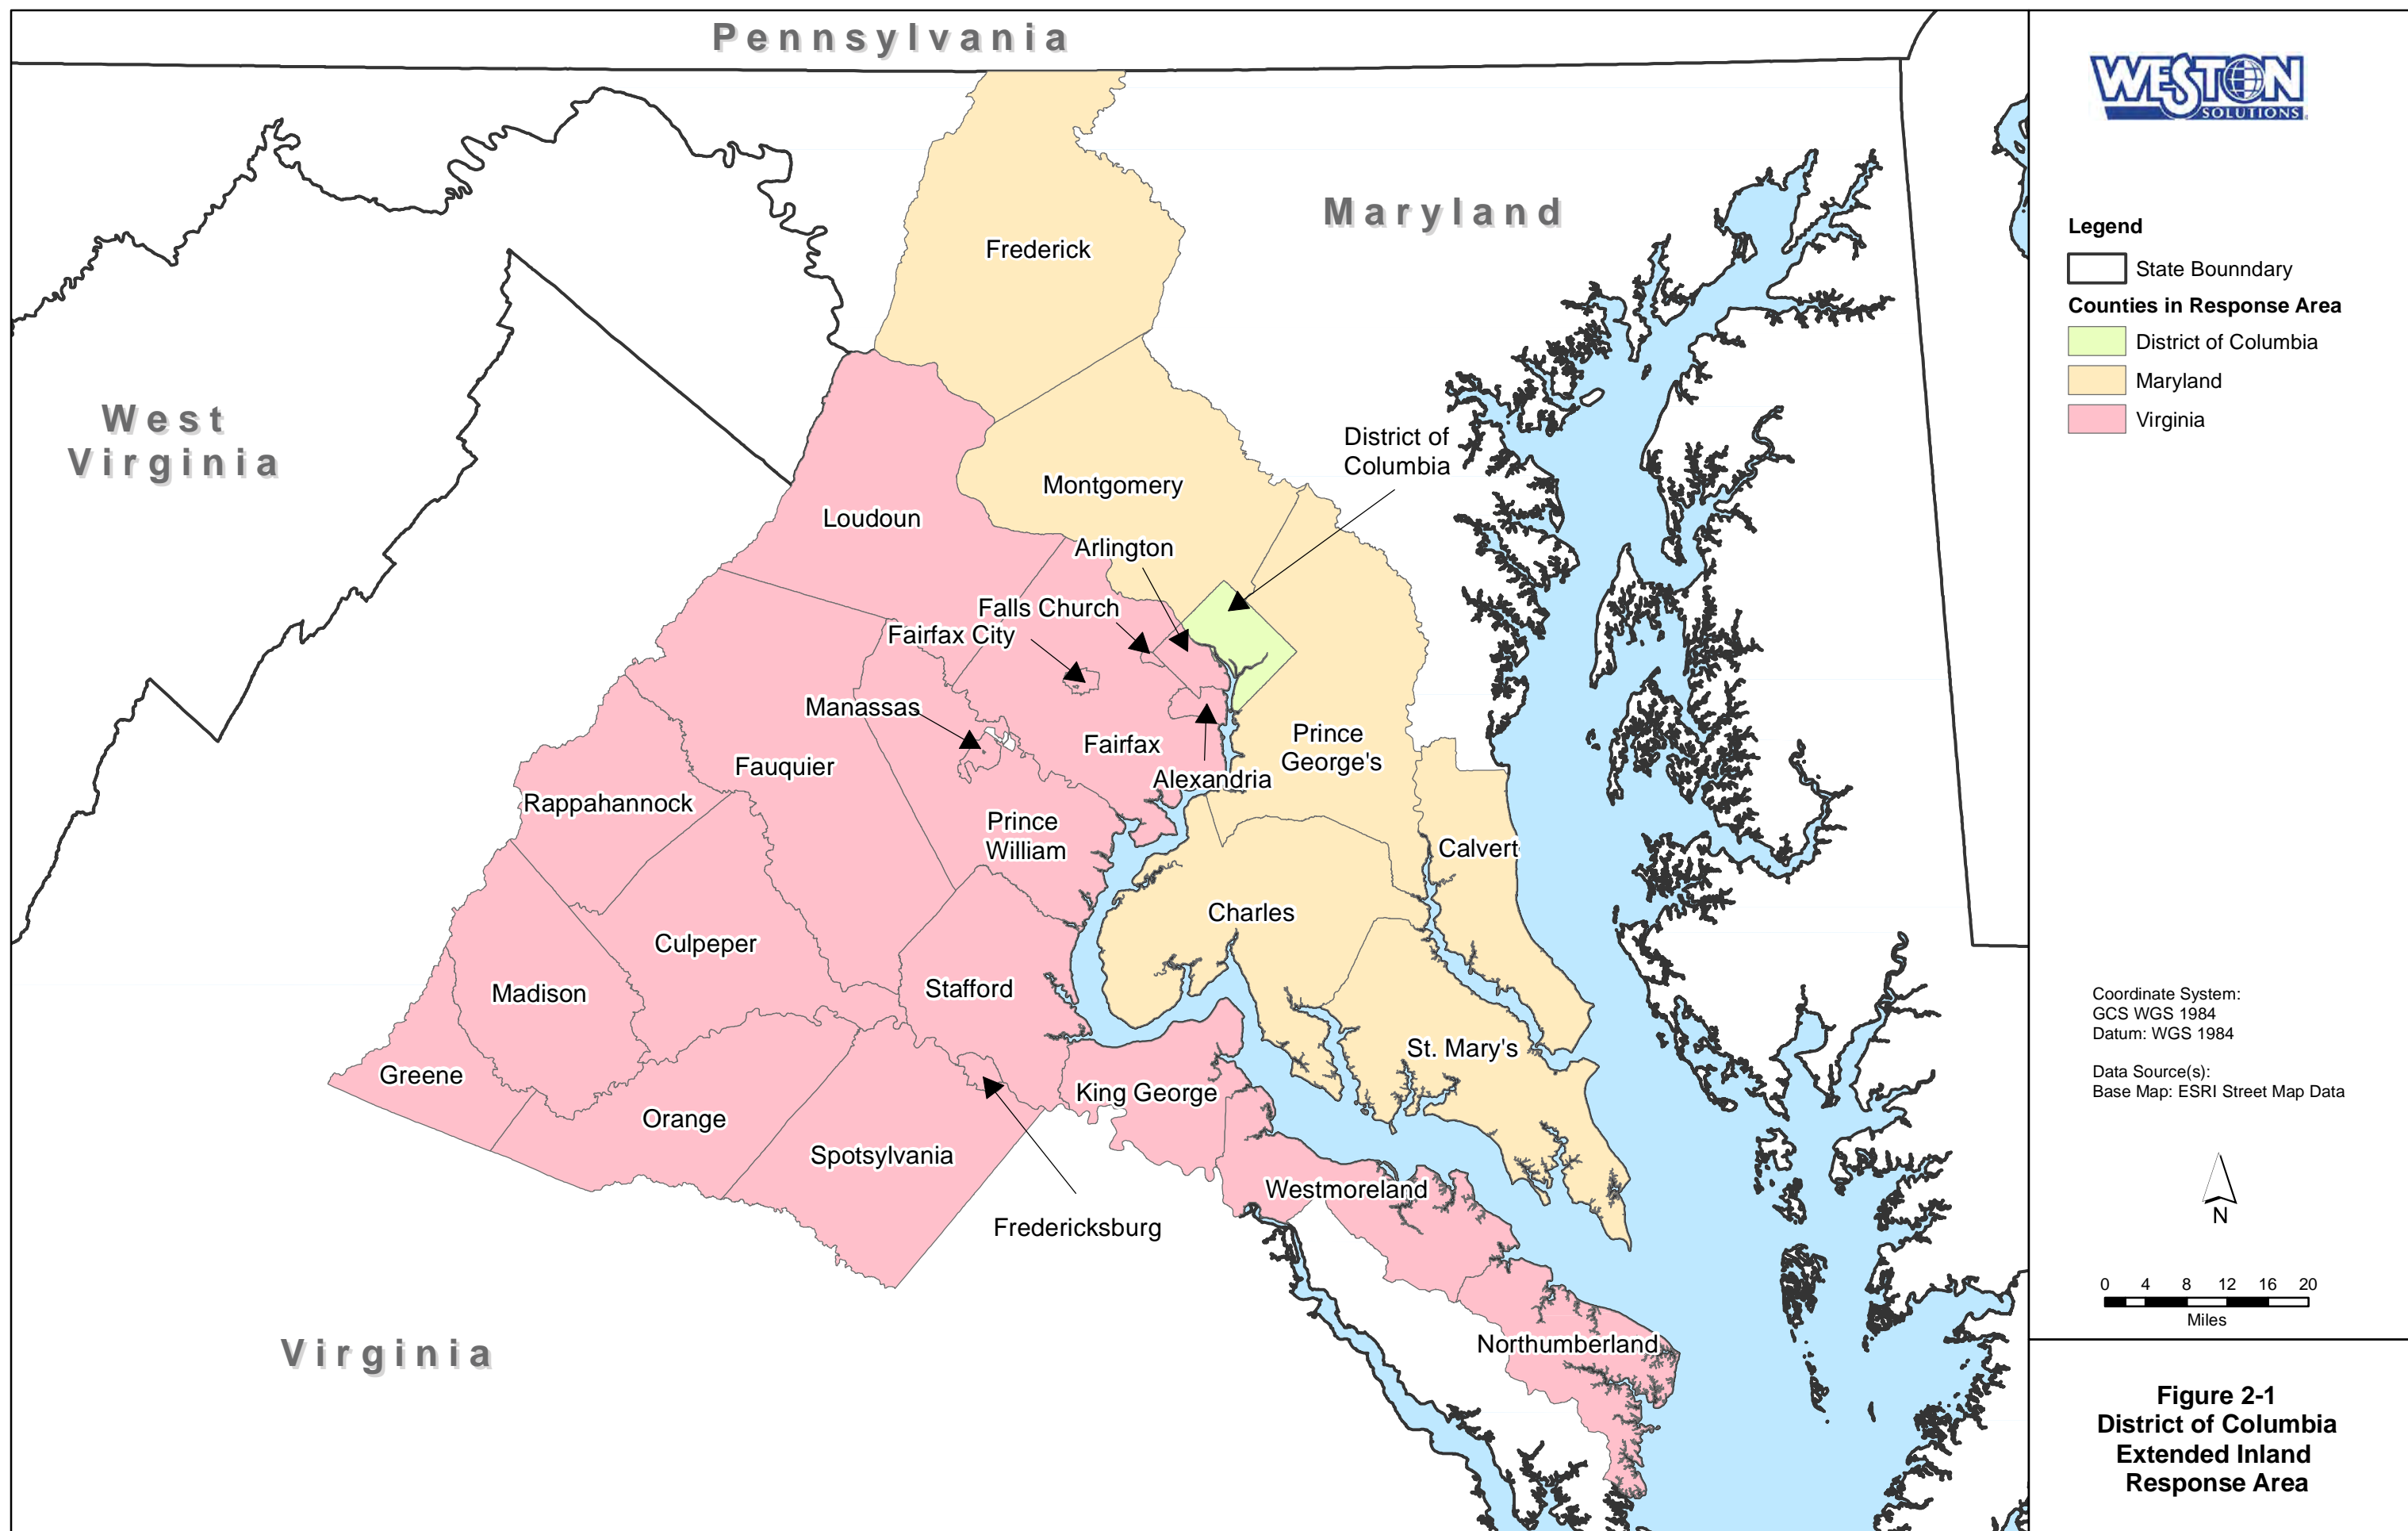 Pennsylvania
Maryland
West
Virginia
Virginia
Frederick
Montgomery
District of
Columbia
Loudoun
Arlington
Falls Church
Fairfax City
Manassas
Fairfax
Alexandria
Prince
George's
Fauquier
Rappahannock
Prince
William
Calvert
Charles
Culpeper
Madison
Stafford
St. Mary's
Greene
King George
Orange
Spotsylvania
Westmoreland
Fredericksburg
Northumberland
WESTON
SOLUTIONS
Legend
State Bounndary
Counties in Response Area
District of Columbia
Maryland
Virginia
Coordinate System:
GCS WGS 1984
Datum: WGS 1984
Data Source(s):
Base Map: ESRI Street Map Data
N
0 4 8 12 16 20
Miles
Figure 2-1
District of Columbia
Extended Inland
Response Area